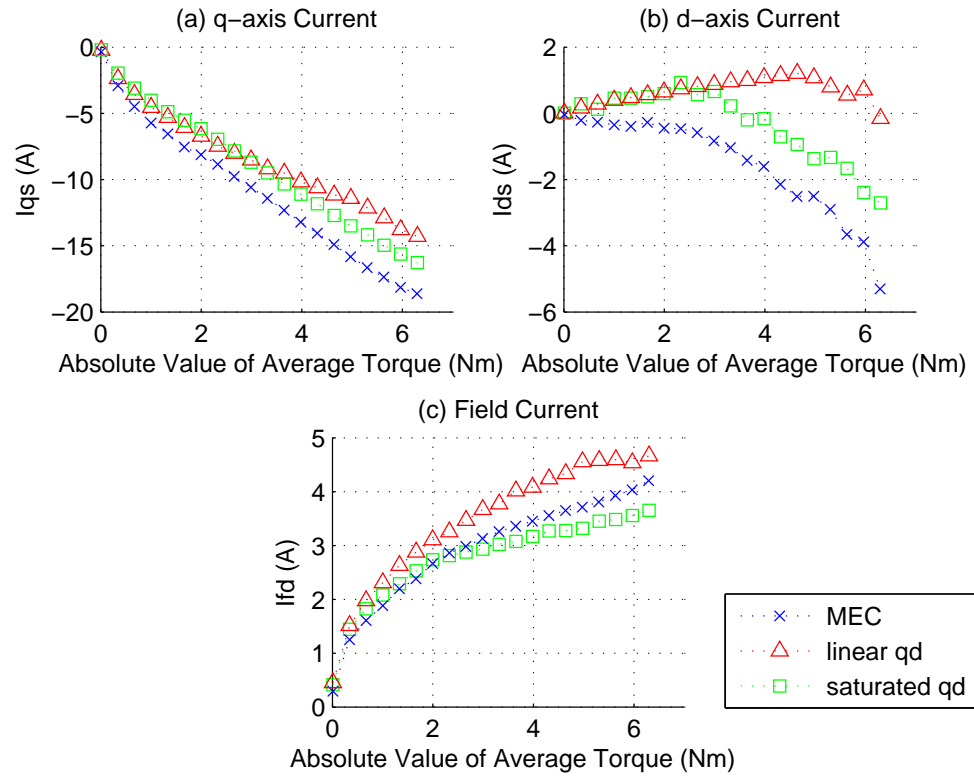 (a) q−axis Current
0
−5
−10
−15
−20
Iqs (A)
0 2 4 6
Absolute Value of Average Torque (Nm)
(b) d−axis Current
2
0
−2
−4
−6
Ids (A)
0 2 4 6
Absolute Value of Average Torque (Nm)
(c) Field Current
5
4
3
2
1
0
Ifd (A)
0 2 4 6
Absolute Value of Average Torque (Nm)
MEC
linear qd
saturated qd